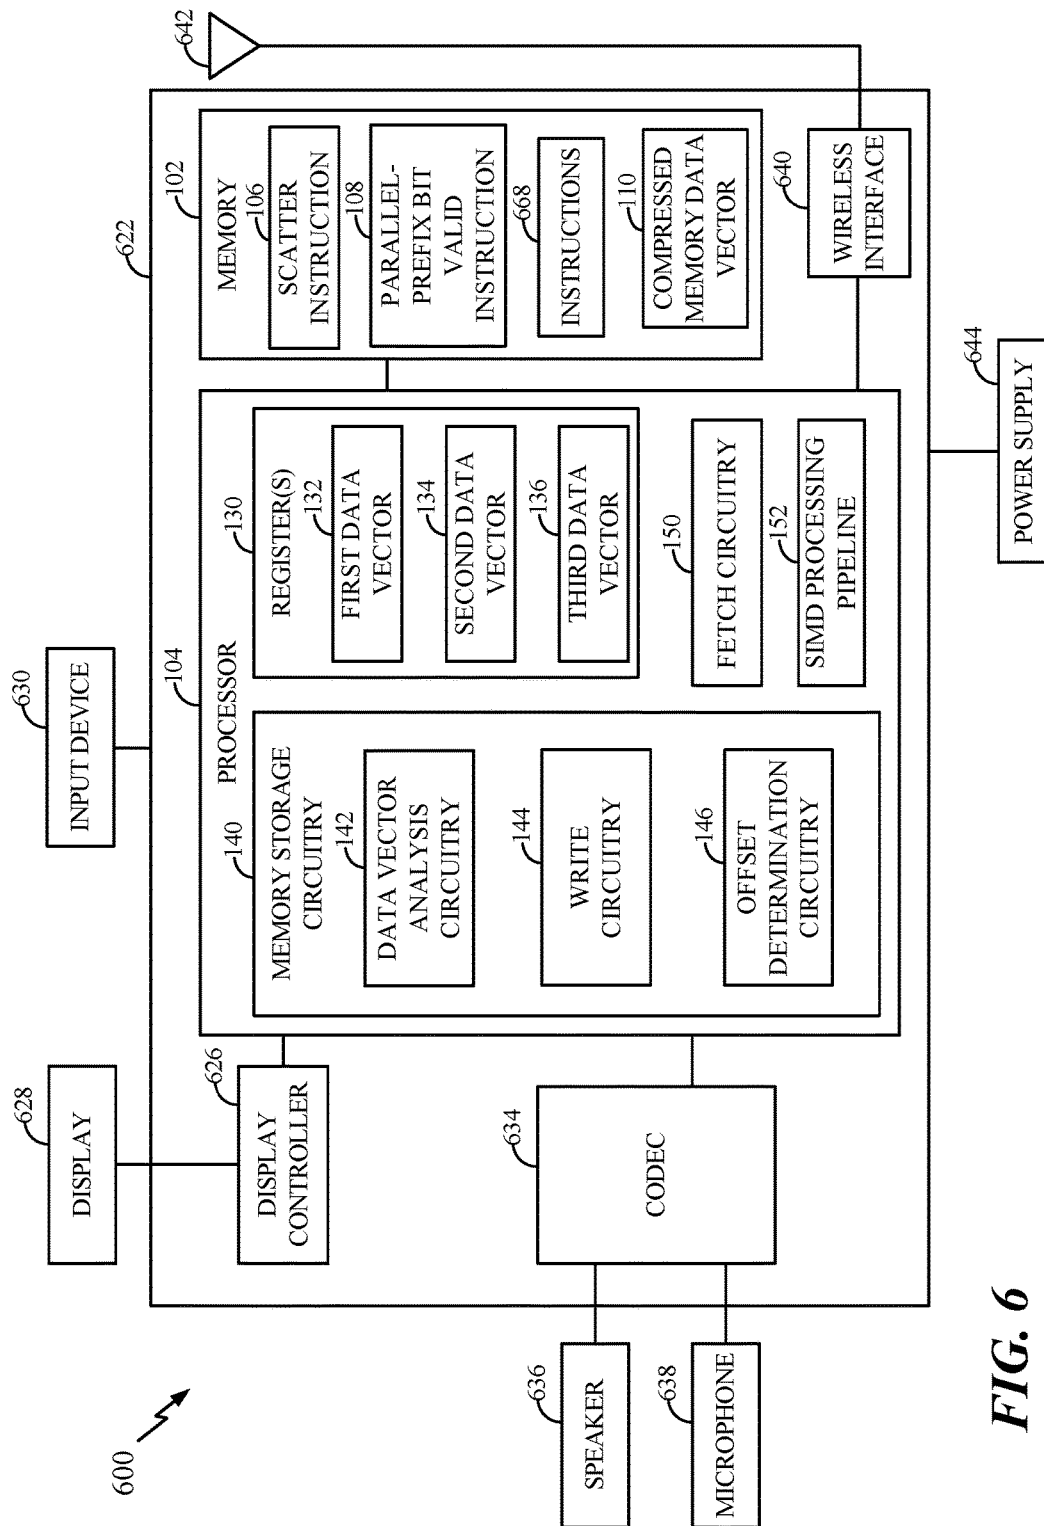 600
628
DISPLAY
630
INPUT DEVICE
622
642
626
DISPLAY
CONTROLLER
104
PROCESSOR
140
MEMORY STORAGE
CIRCUITRY
142
DATA VECTOR
ANALYSIS
CIRCUITRY
144
WRITE
CIRCUITRY
146
OFFSET
DETERMINATION
CIRCUITRY
130
REGISTER(S)
132
FIRST DATA
VECTOR
134
SECOND DATA
VECTOR
136
THIRD DATA
VECTOR
150
FETCH CIRCUITRY
152
SIMD PROCESSING
PIPELINE
102
MEMORY
106
SCATTER
INSTRUCTION
108
PARALLEL-
PREFIX BIT
VALID
INSTRUCTION
668
INSTRUCTIONS
110
COMPRESSED
MEMORY DATA
VECTOR
636
SPEAKER
638
MICROPHONE
634
CODEC
640
WIRELESS
INTERFACE
644
POWER SUPPLY
FIG. 6